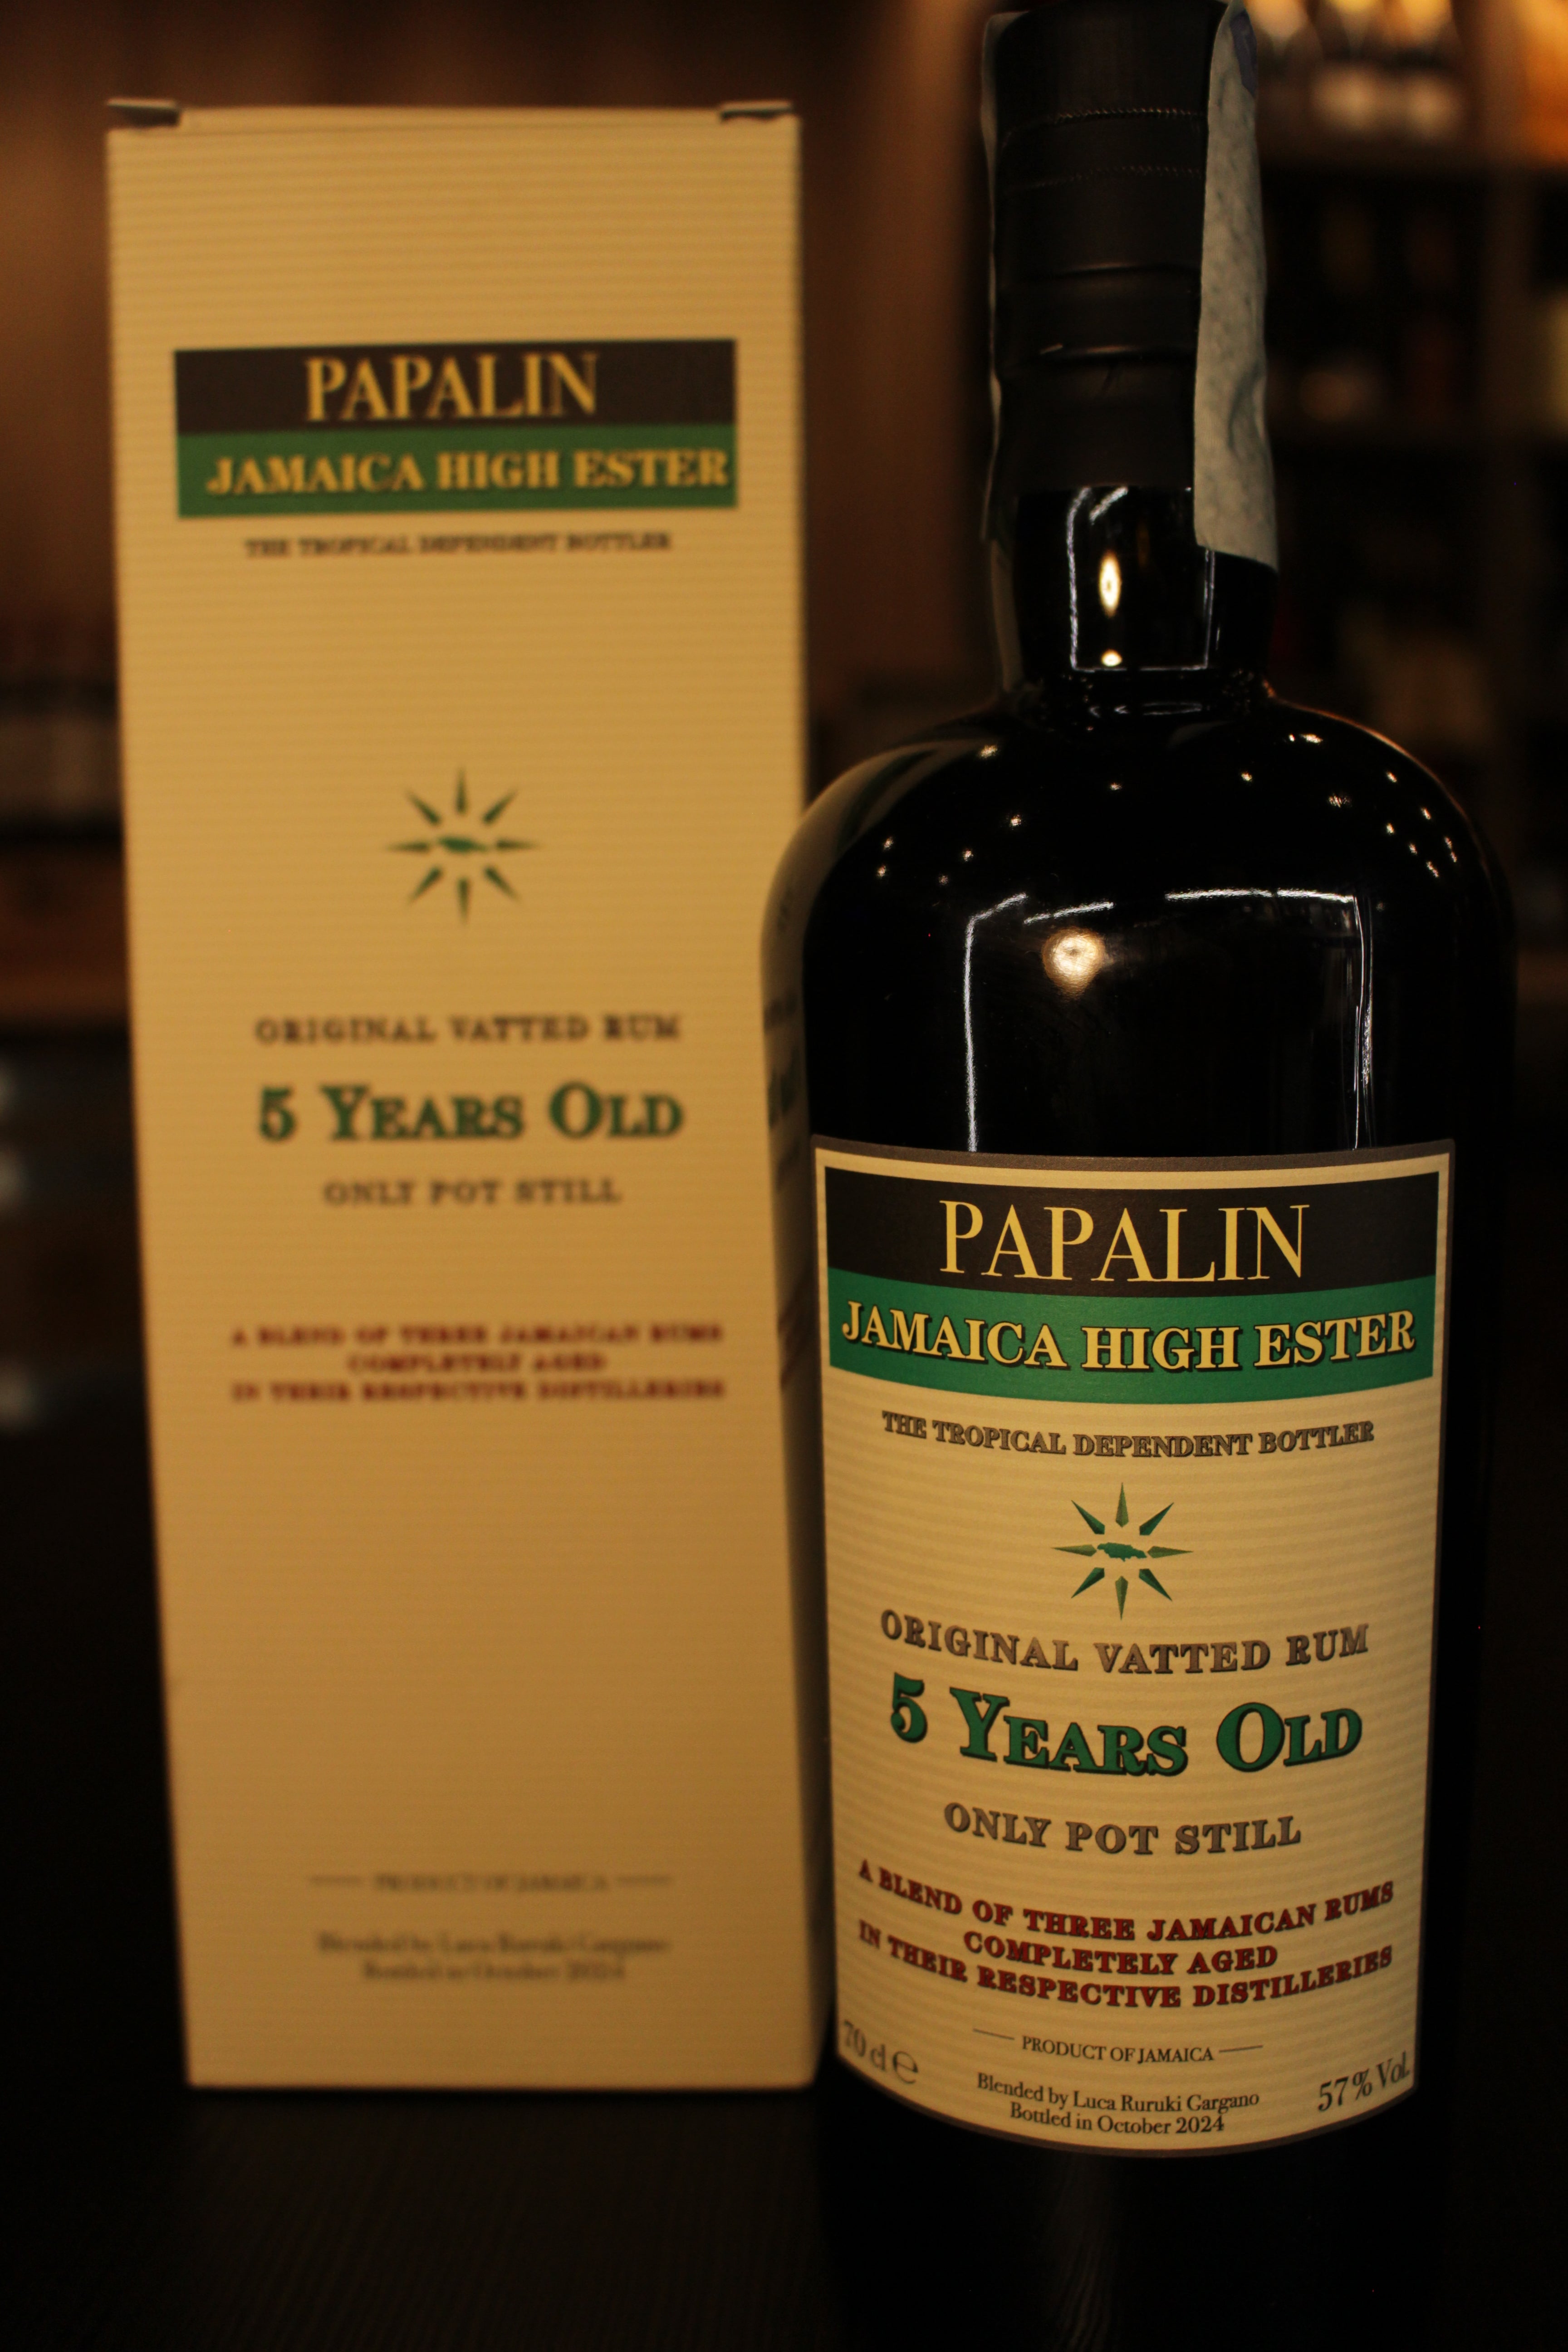 PAPALIN
JAMAICA HIGH ESTER
THE TROPICAL DEPENDENT BOTTLER
ORIGINAL VATTED RUM
5 YEARS OLD
ONLY POT STILL
A BLEND OF THREE JAMAICAN RUMS
COMPLETELY AGED
IN THEIR RESPECTIVE DISTILLERIES
PRODUCT OF JAMAICA
Blended by Luca Ruruki Gargano
Bottled in October 2024
PAPALIN
JAMAICA HIGH ESTER
THE TROPICAL DEPENDENT BOTTLER
ORIGINAL VATTED RUM
5 YEARS OLD
ONLY POT STILL
A BLEND OF THREE JAMAICAN RUMS
COMPLETELY AGED
IN THEIR RESPECTIVE DISTILLERIES
PRODUCT OF JAMAICA
70 cl e
Blended by Luca Ruruki Gargano
Bottled in October 2024
57% Vol.